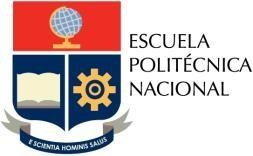 ESCUELA
POLITÉCNICA
NACIONAL
E SCIENTIA HOMINIS SALUS